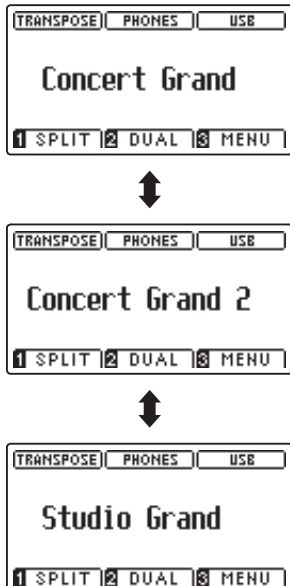 TRANSPOSE PHONES USB
Concert Grand
1 SPLIT 2 DUAL 3 MENU
TRANSPOSE PHONES USB
Concert Grand 2
1 SPLIT 2 DUAL 3 MENU
TRANSPOSE PHONES USB
Studio Grand
1 SPLIT 2 DUAL 3 MENU